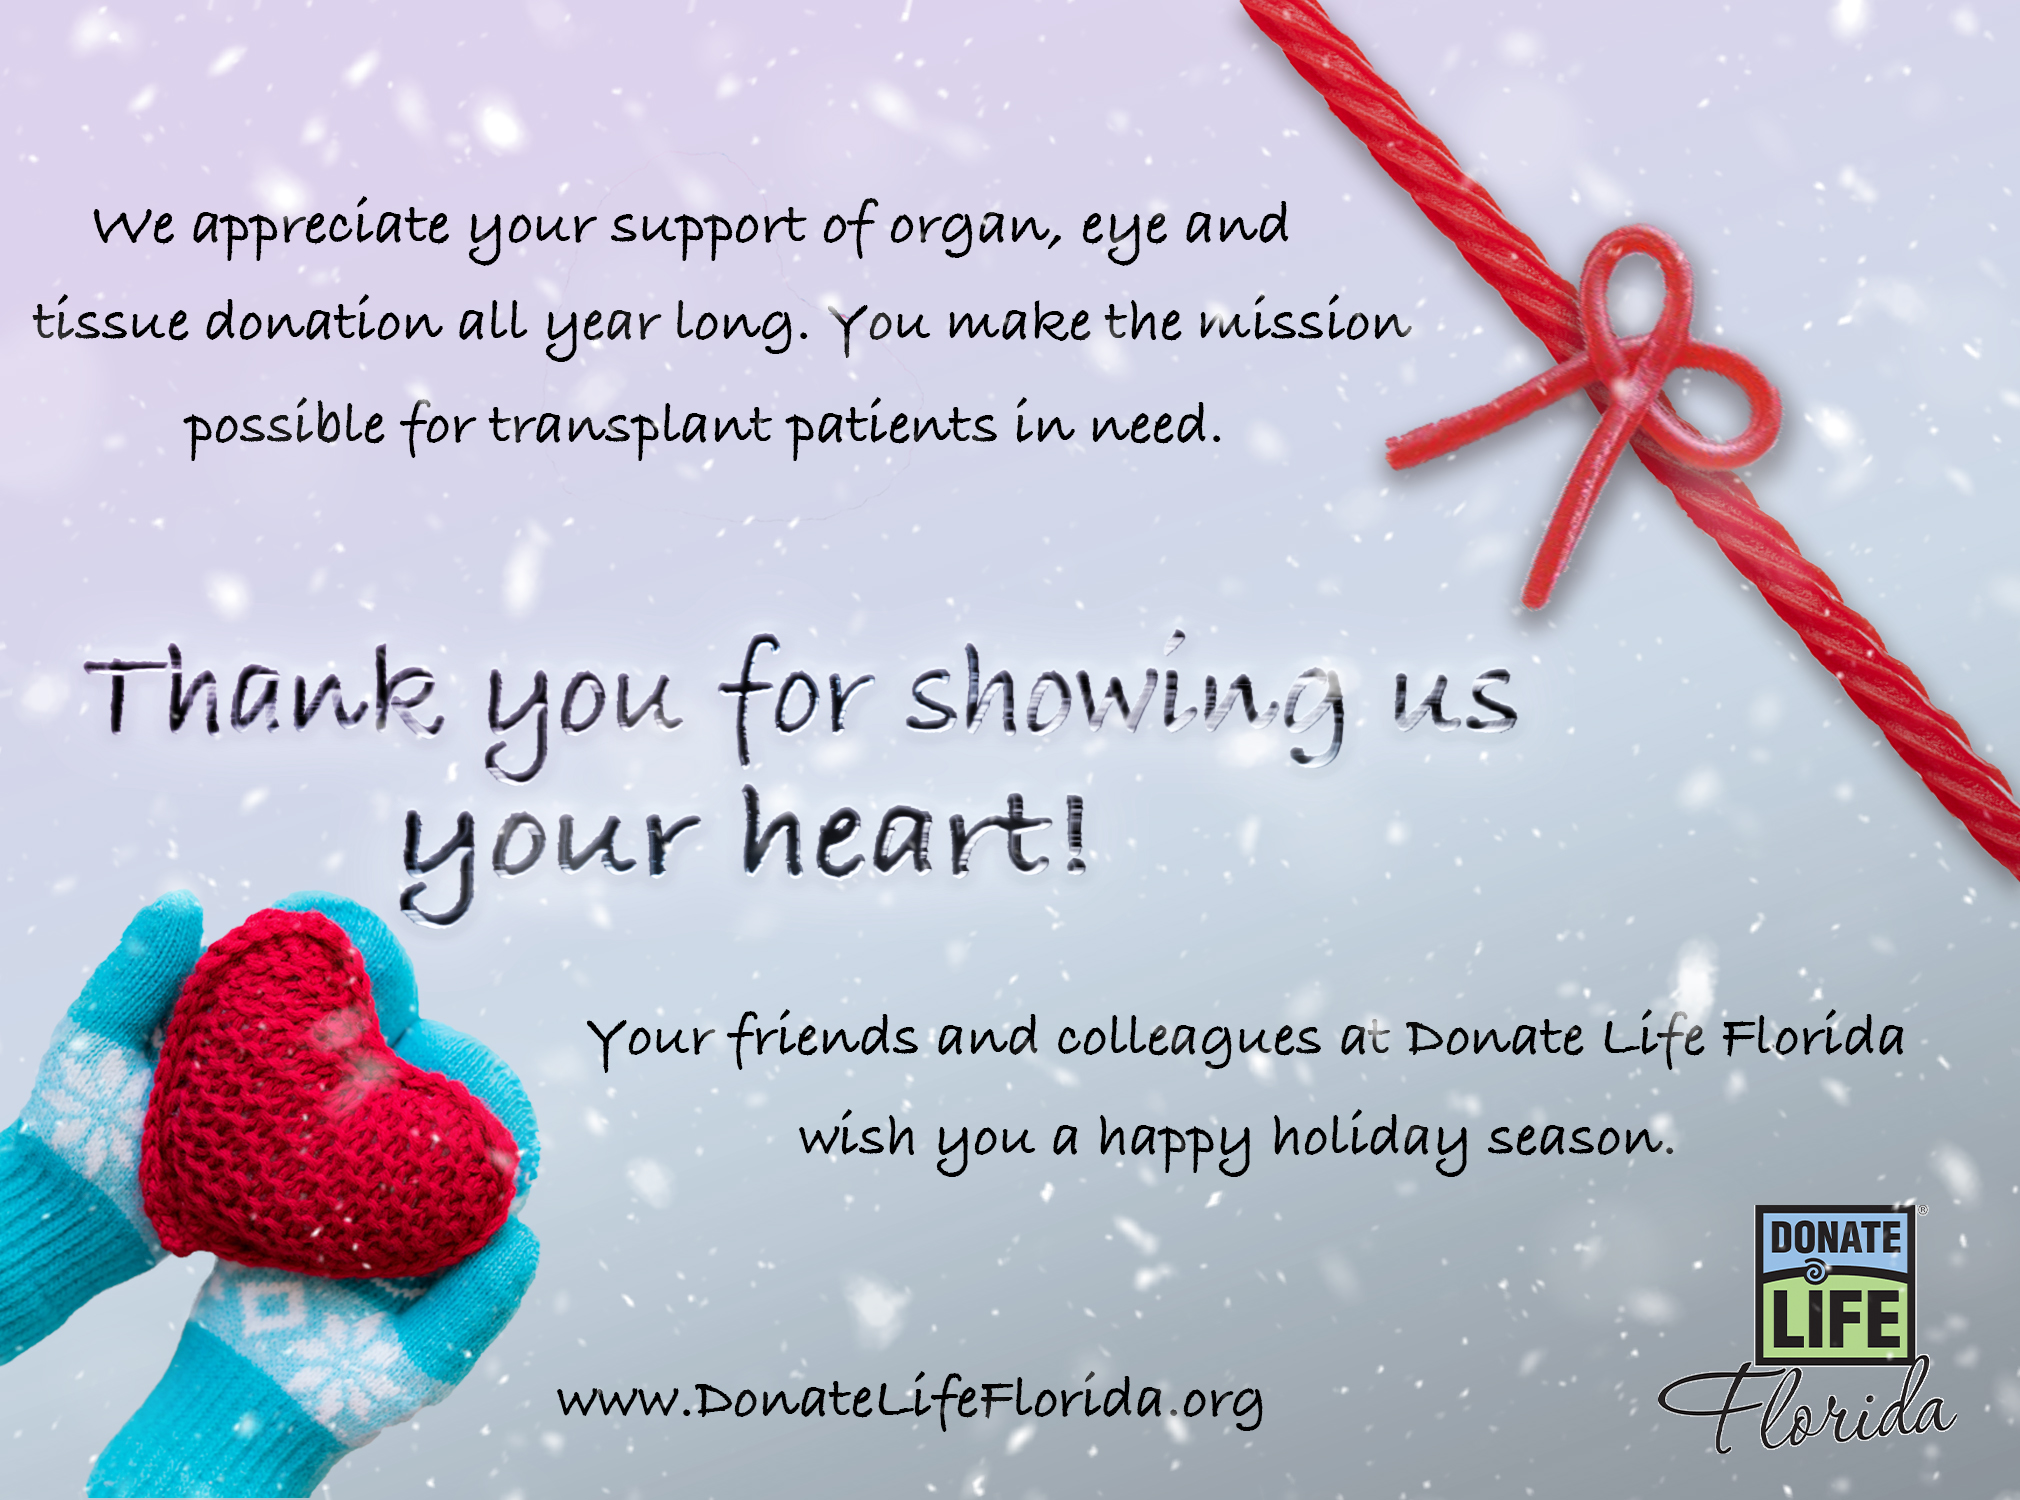 We appreciate your support of organ, eye and
tissue donation all year long. You make the mission
possible for transplant patients in need.
Thank you for showing us
your heart!
Your friends and colleagues at Donate Life Florida
wish you a happy holiday season.
DONATE
LIFE
®
Florida
www.DonateLifeFlorida.org